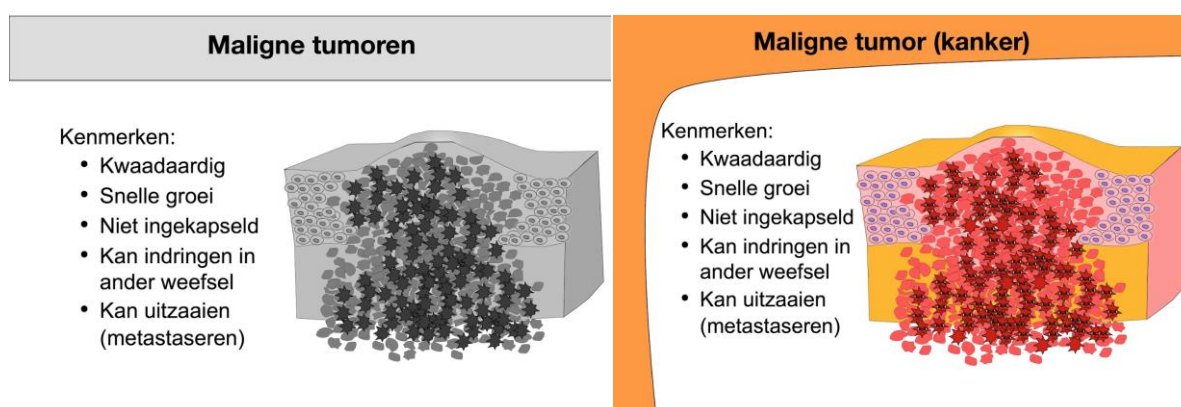 Maligne tumoren
Kenmerken:
• Kwaadaardig
• Snelle groei
• Niet ingekapseld
• Kan indringen in
ander weefsel
• Kan uitzaaien
(metastaseren)
Maligne tumor (kanker)
Kenmerken:
• Kwaadaardig
• Snelle groei
• Niet ingekapseld
• Kan indringen in
ander weefsel
• Kan uitzaaien
(metastaseren)